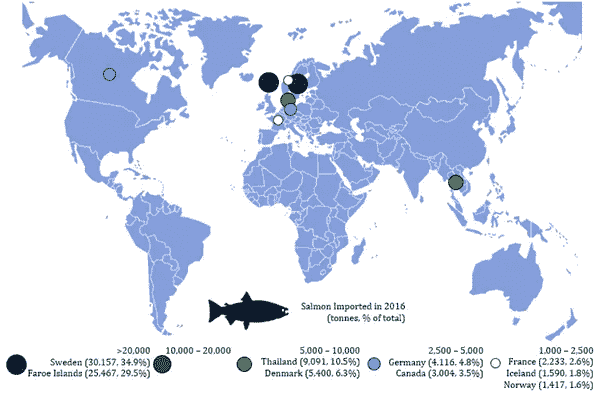 Salmon Imported in 2016
(tonnes, % of total)
>20,000
10,000 – 20,000
5,000 – 10,000
2,500 – 5,000
1,000 – 2,500
Sweden (30.157, 34.9%)
Faroe Islands (25.467, 29.5%)
Thailand (9.091, 10.5%)
Denmark (5.400, 6.3%)
Germany (4.116, 4.8%)
Canada (3.004, 3.5%)
France (2.233, 2.6%)
Iceland (1.590, 1.8%)
Norway (1,417, 1.6%)